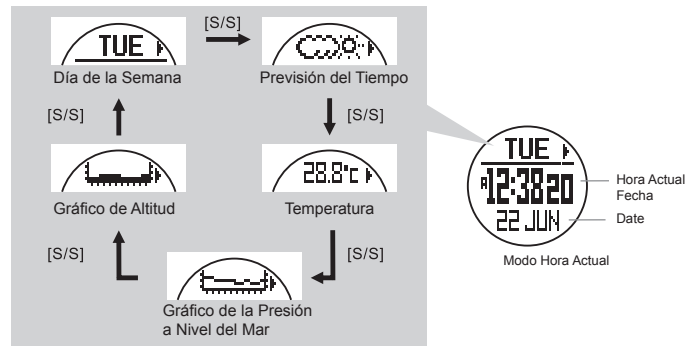 [S/S]
TUE
Día de la Semana
Previsión del Tiempo
[S/S]
[S/S]
28.8°c
Gráfico de Altitud
Temperatura
[S/S]
[S/S]
Gráfico de la Presión
a Nivel del Mar
TUE
A12:38 20
22 JUN
Hora Actual
Fecha
Date
Modo Hora Actual